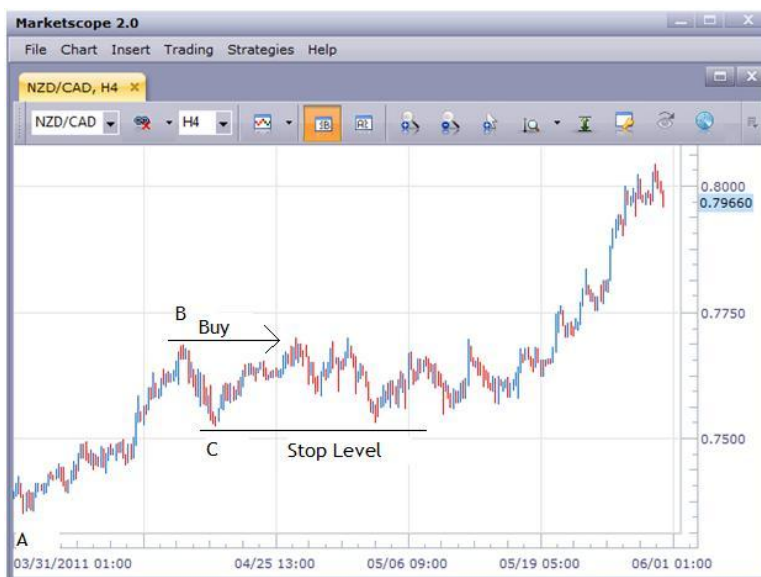 Marketscope 2.0
File Chart Insert Trading Strategies Help
NZD/CAD, H4
NZD/CAD H4
0.8000
0.79660
B
Buy
0.7750
C
Stop Level
0.7500
A
03/31/2011 01:00 04/25 13:00 05/06 09:00 05/19 05:00 06/01 01:00